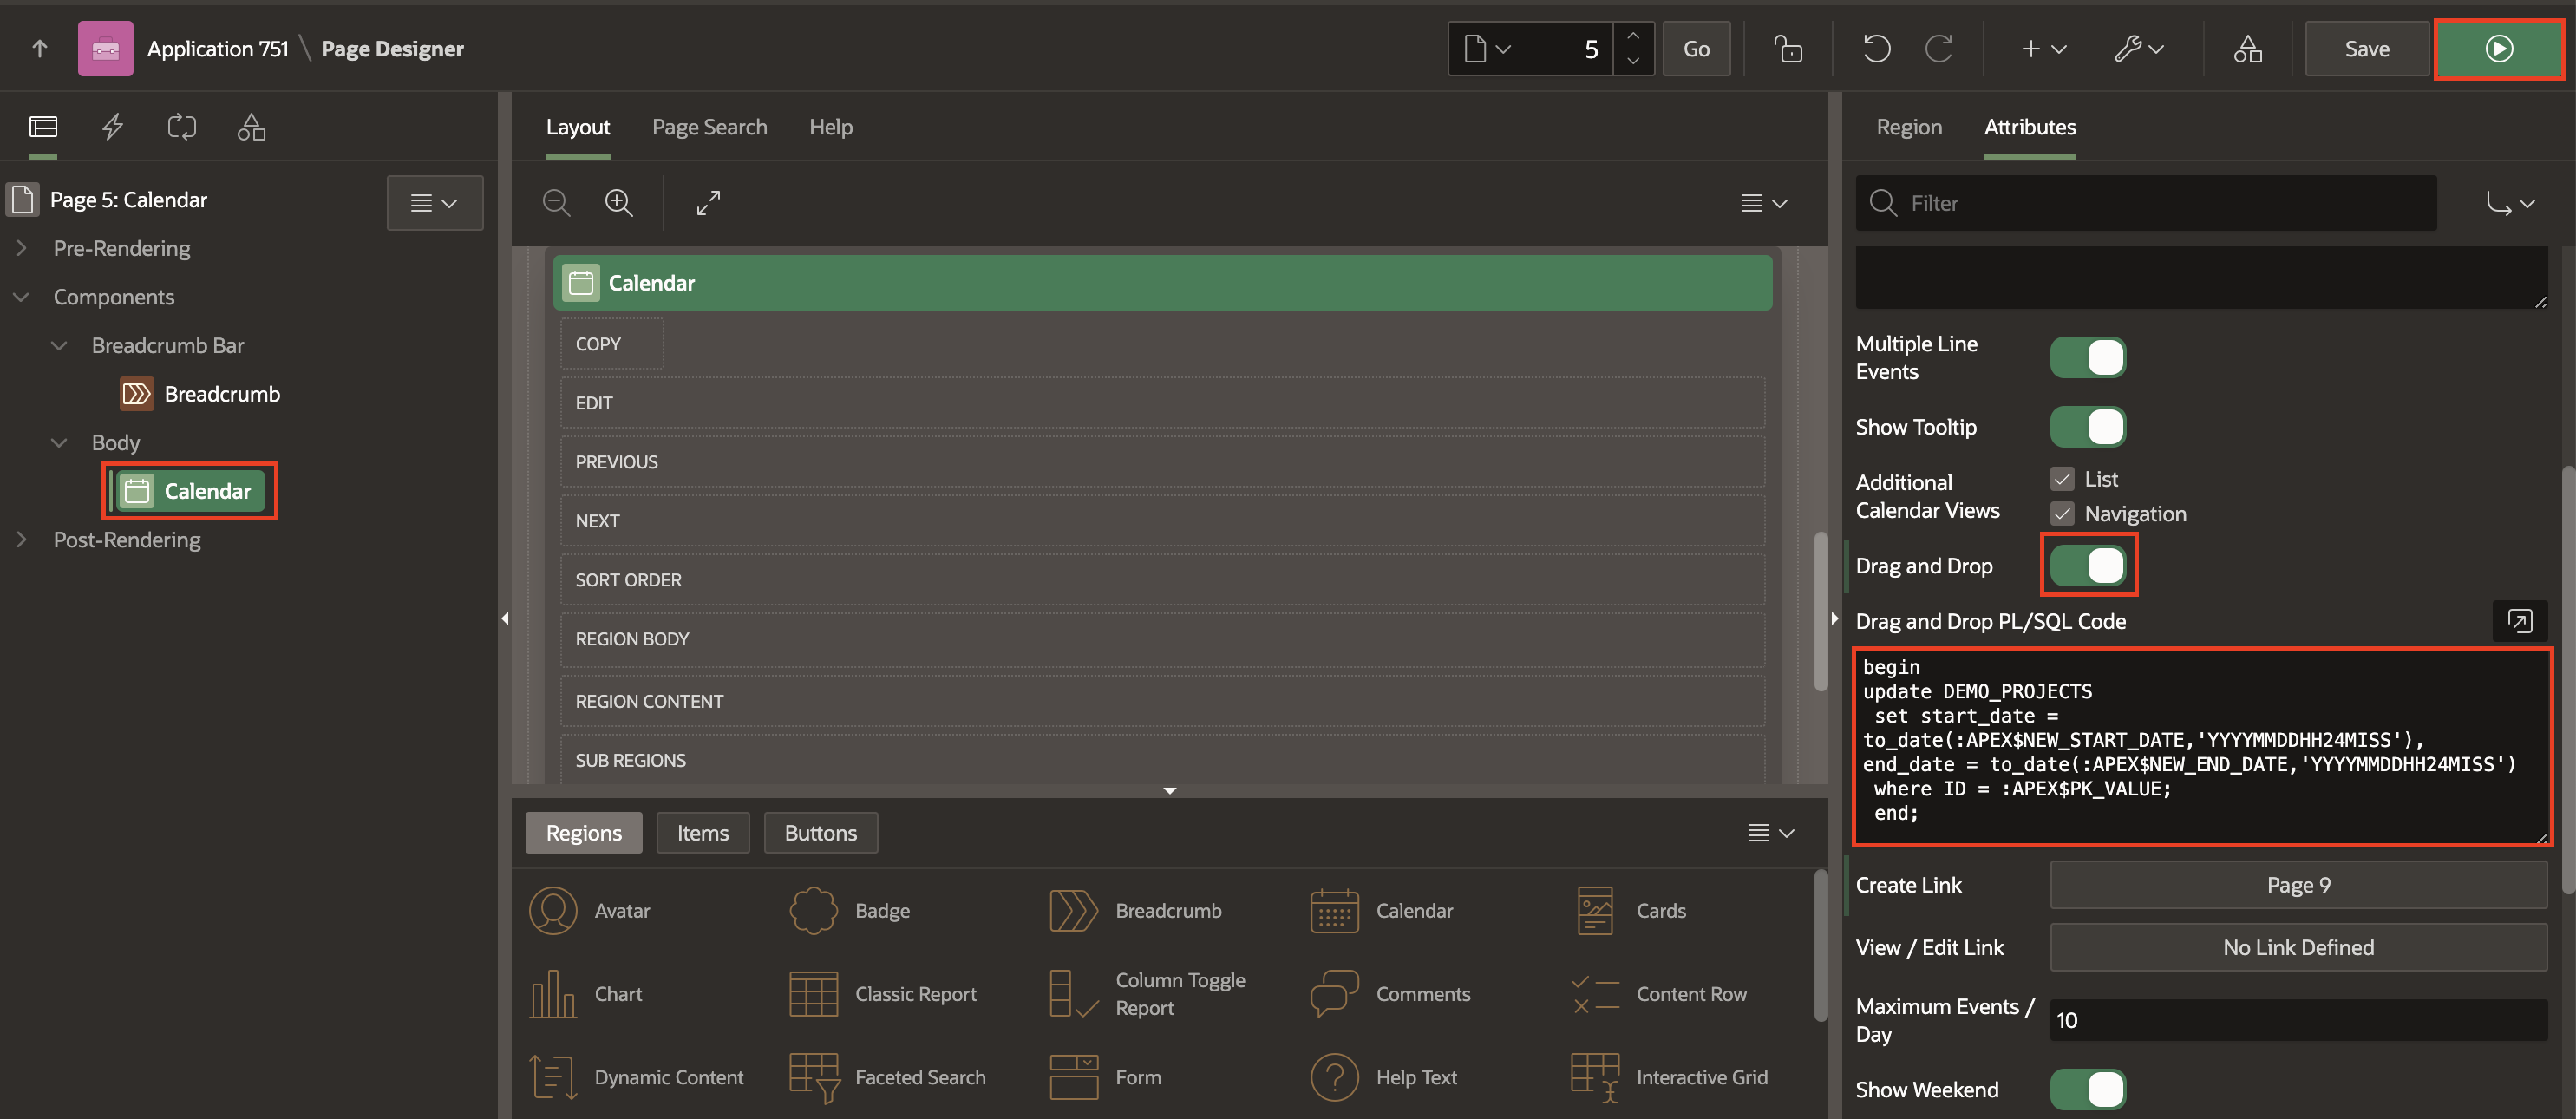 Application 751 \ Page Designer
5
Go
Save
Page 5: Calendar
Pre-Rendering
Components
Breadcrumb Bar
Breadcrumb
Body
Calendar
Post-Rendering
Layout
Page Search
Help
Calendar
COPY
EDIT
PREVIOUS
NEXT
SORT ORDER
REGION BODY
REGION CONTENT
SUB REGIONS
Regions
Items
Buttons
Avatar
Badge
Breadcrumb
Calendar
Cards
Chart
Classic Report
Column Toggle
Report
Comments
Content Row
Dynamic Content
Faceted Search
Form
Help Text
Interactive Grid
Region
Attributes
Filter
Multiple Line
Events
Show Tooltip
Additional
Calendar Views
List
Navigation
Drag and Drop
Drag and Drop PL/SQL Code
begin
update DEMO_PROJECTS
set start_date =
to_date(:APEX$NEW_START_DATE,'YYYYMMDDHH24MISS'),
end_date = to_date(:APEX$NEW_END_DATE,'YYYYMMDDHH24MISS')
where ID = :APEX$PK_VALUE;
end;
Create Link
Page 9
View / Edit Link
No Link Defined
Maximum Events /
Day
10
Show Weekend